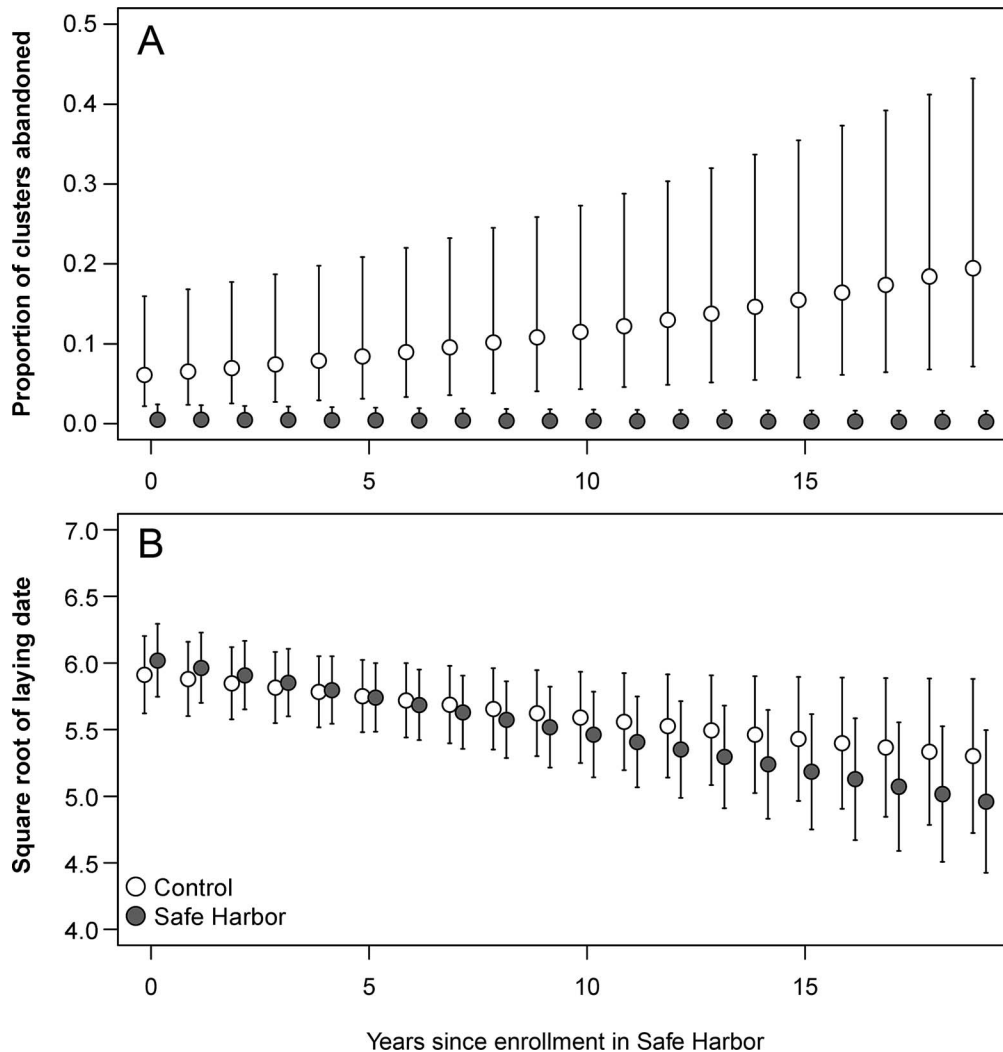 A
Proportion of clusters abandoned
0.5
0.4
0.3
0.2
0.1
0.0
0 5 10 15
B
Square root of laying date
7.0
6.5
6.0
5.5
5.0
4.5
4.0
Control
Safe Harbor
0 5 10 15
Years since enrollment in Safe Harbor